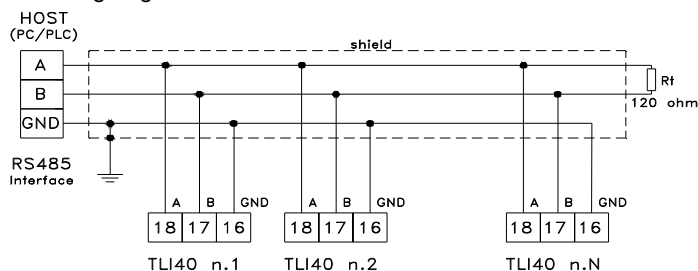 HOST
(PC/PLC)
shield
A
B
GND
Rt
120 ohm
RS485
Interface
A B GND
A B GND
A B GND
18 17 16
18 17 16
18 17 16
TLI40 n.1
TLI40 n.2
TLI40 n.N